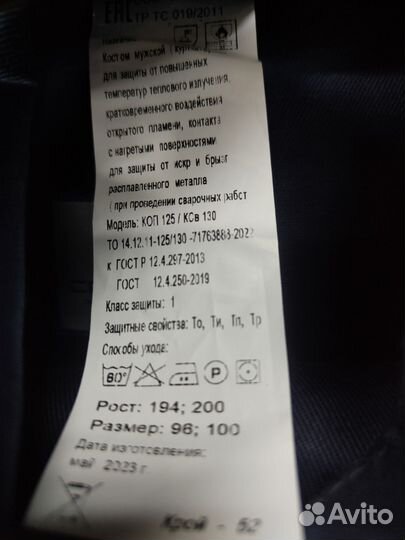 ЕАС
ТР ТС 019/2011
Костюм мужской (куртка,
для защиты от повышенных
температур теплового излучения,
кратковременного воздействия
открытого пламени, контакта
с нагретыми поверхностями
для защиты от искр и брызг
расплавленного металла
( при проведении сварочных работ
Модель: КОП 125 / КСв 130
ТО 14.12.11-125/130 -71763883-2022
к ГОСТ Р 12.4.297-2013
ГОСТ 12.4.250-2019
Класс защиты: 1
Защитные свойства: То, Ти, Тп, Тр
Способы ухода:
60°
P
Рост: 194; 200
Размер: 96; 100
Дата изготовления:
май 2023 г
Крой - 52
Avito